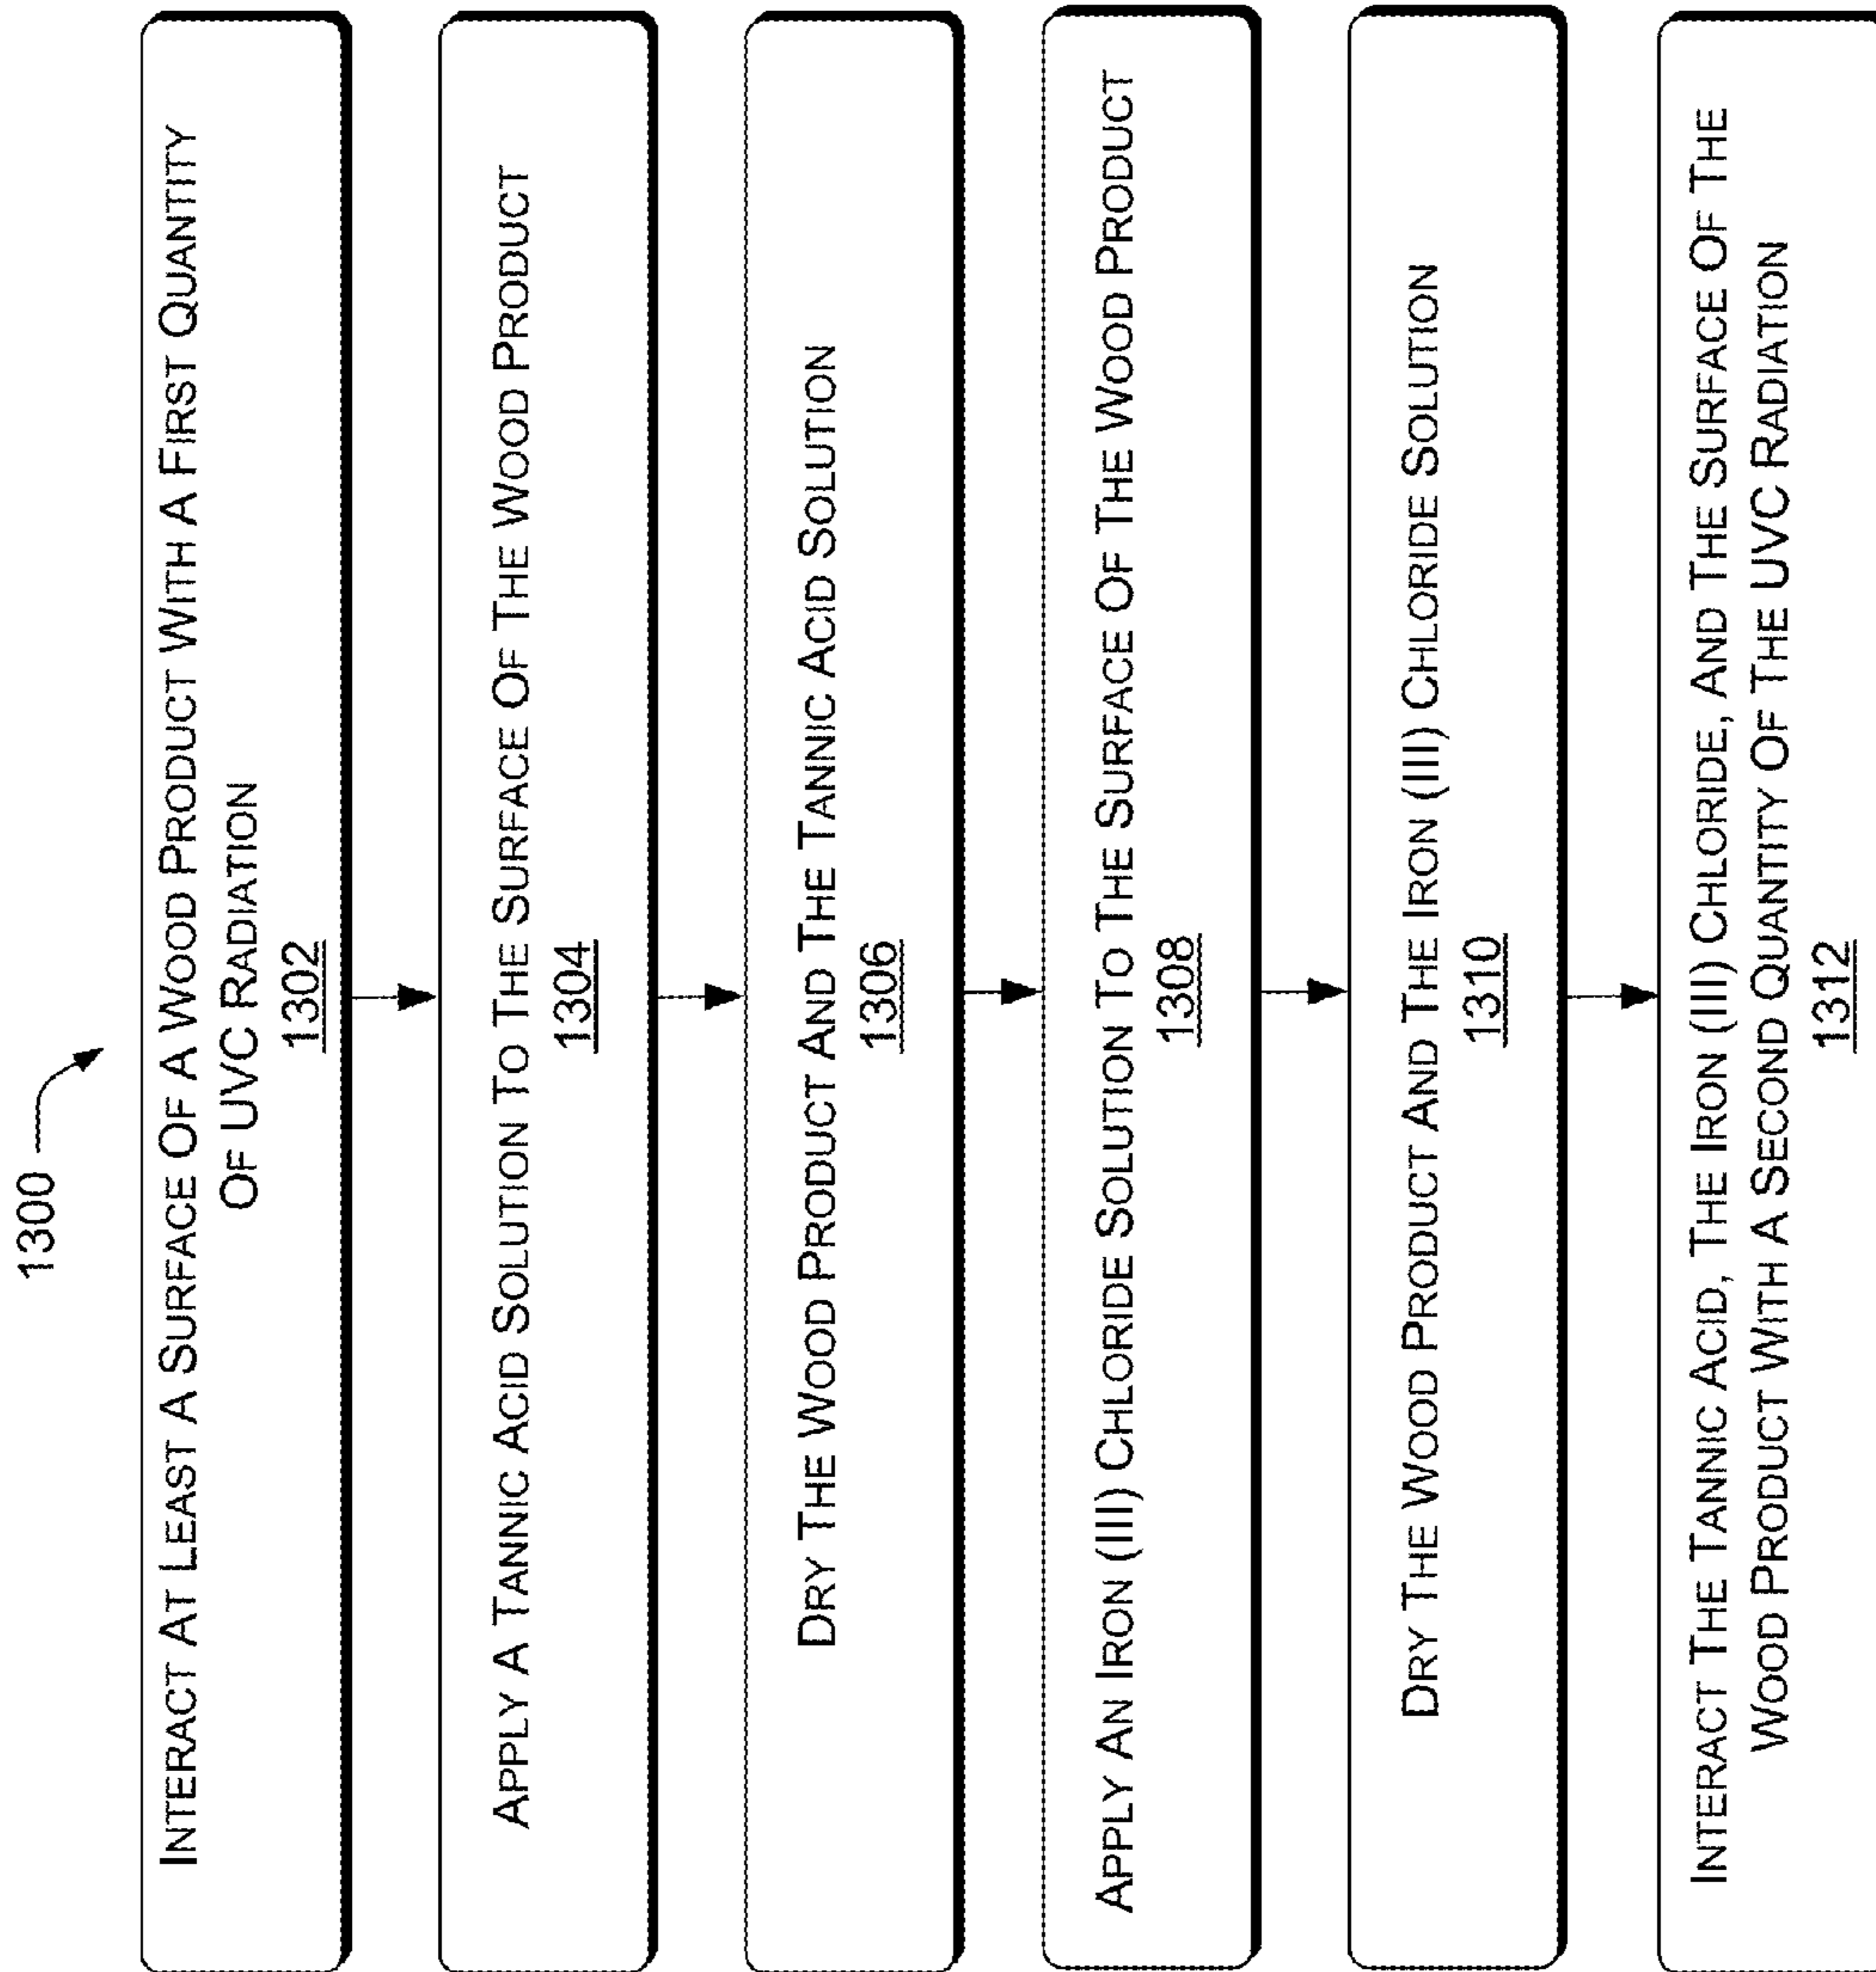 1300
INTERACT AT LEAST A SURFACE OF A WOOD PRODUCT WITH A FIRST QUANTITY
OF UVC RADIATION
1302
APPLY A TANNIC ACID SOLUTION TO THE SURFACE OF THE WOOD PRODUCT
1304
DRY THE WOOD PRODUCT AND THE TANNIC ACID SOLUTION
1306
APPLY AN IRON (III) CHLORIDE SOLUTION TO THE SURFACE OF THE WOOD PRODUCT
1308
DRY THE WOOD PRODUCT AND THE IRON (III) CHLORIDE SOLUTION
1310
INTERACT THE TANNIC ACID, THE IRON (III) CHLORIDE, AND THE SURFACE OF THE
WOOD PRODUCT WITH A SECOND QUANTITY OF THE UVC RADIATION
1312